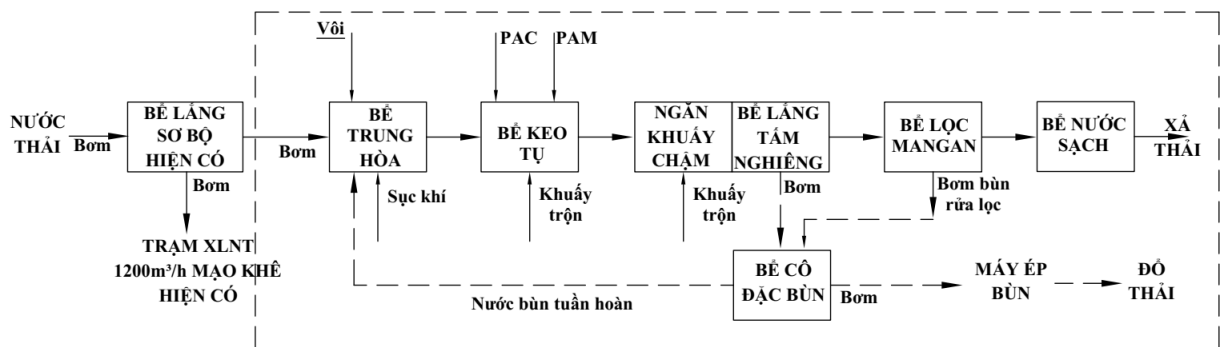 Vôi
PAC
PAM
NƯỚC
THẢI
Bơm
BỂ LẮNG
SƠ BỘ
HIỆN CÓ
Bơm
BỂ
TRUNG
HÒA
BỂ KEO
TỤ
NGĂN
KHUẤY
CHẬM
BỂ LẮNG
TẤM
NGHIÊNG
BỂ LỌC
MANGAN
BỂ NƯỚC
SẠCH
XẢ
THẢI
Bơm
Sục khí
Khuấy
trộn
Khuấy
trộn
Bơm
Bơm bùn
rửa lọc
TRẠM XLNT
1200m³/h MẠO KHÊ
HIỆN CÓ
Nước bùn tuần hoàn
BỂ CÔ
ĐẶC BÙN
Bơm
MÁY ÉP
BÙN
ĐỔ
THẢI